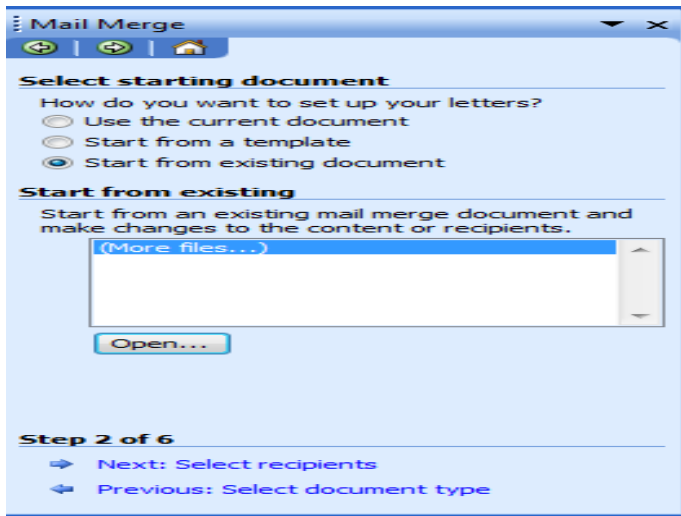 Mail Merge
Select starting document
How do you want to set up your letters?
Use the current document
Start from a template
Start from existing document
Start from existing
Start from an existing mail merge document and
make changes to the content or recipients.
(More files...)
Open...
Step 2 of 6
Next: Select recipients
Previous: Select document type